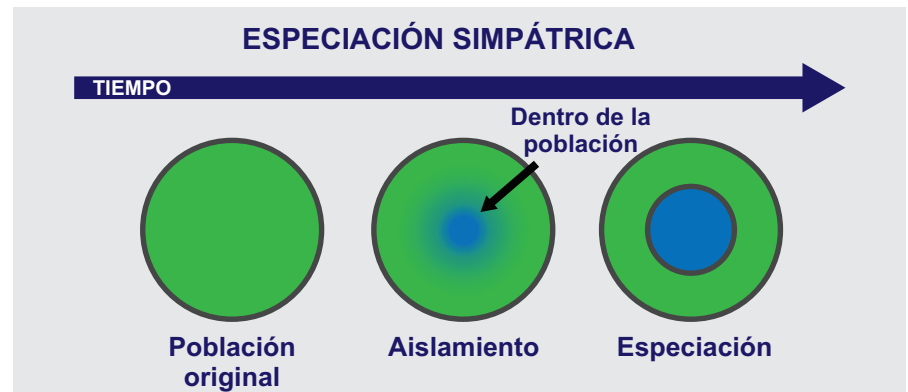 ESPECIACIÓN SIMPÁTRICA
TIEMPO
Dentro de la
población
Población
original
Aislamiento
Especiación